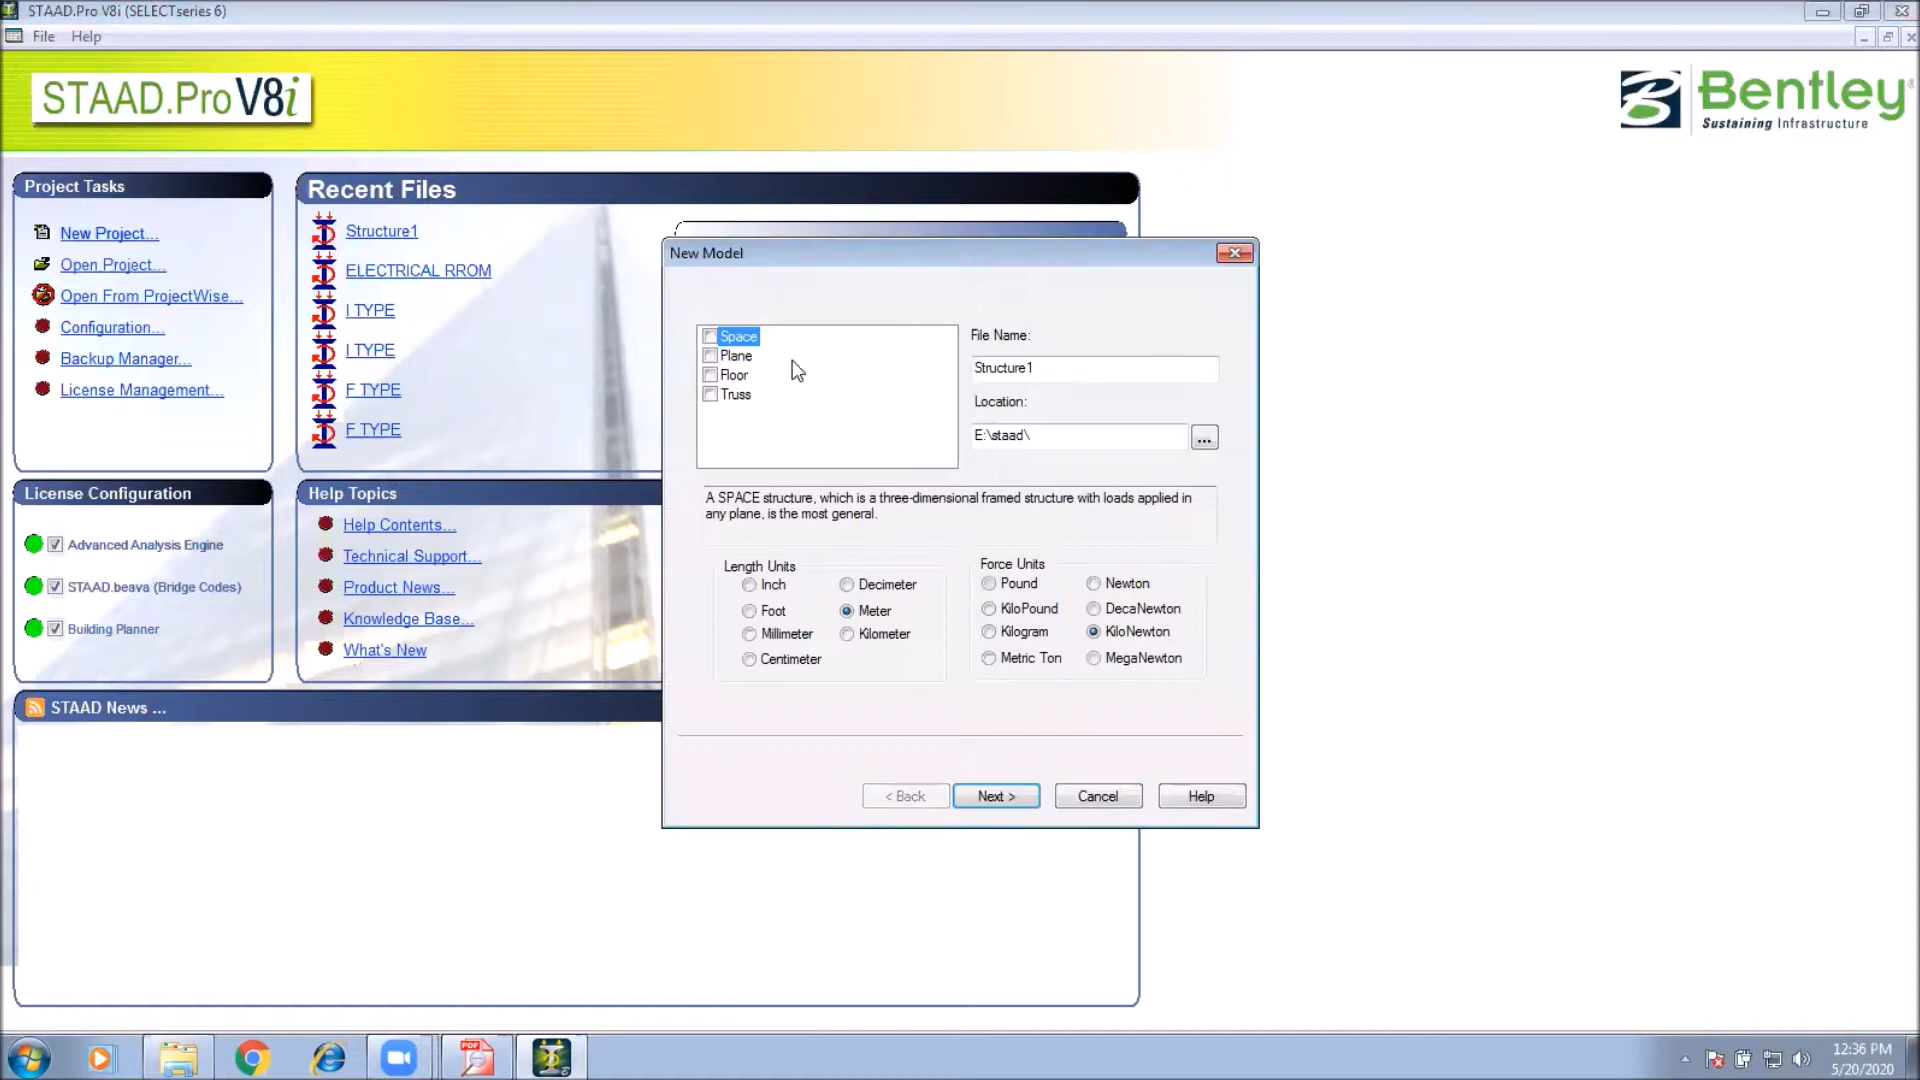 STAAD.Pro V8i (SELECTseries 6)
File Help
STAAD.Pro V8i
Bentley
Sustaining Infrastructure
Project Tasks
New Project...
Open Project...
Open From ProjectWise...
Configuration...
Backup Manager...
License Management...
Recent Files
Structure1
ELECTRICAL RROM
I TYPE
I TYPE
F TYPE
F TYPE
License Configuration
Advanced Analysis Engine
STAAD.beava (Bridge Codes)
Building Planner
Help Topics
Help Contents...
Technical Support...
Product News...
Knowledge Base...
What's New
STAAD News ...
New Model
Space
Plane
Floor
Truss
File Name:
Structure1
Location:
E:\staad\
...
A SPACE structure, which is a three-dimensional framed structure with loads applied in
any plane, is the most general.
Length Units
Inch Decimeter
Foot Meter
Millimeter Kilometer
Centimeter
Force Units
Pound Newton
KiloPound DecaNewton
Kilogram KiloNewton
Metric Ton MegaNewton
< Back Next > Cancel Help
PDF
12:36 PM
5/20/2020